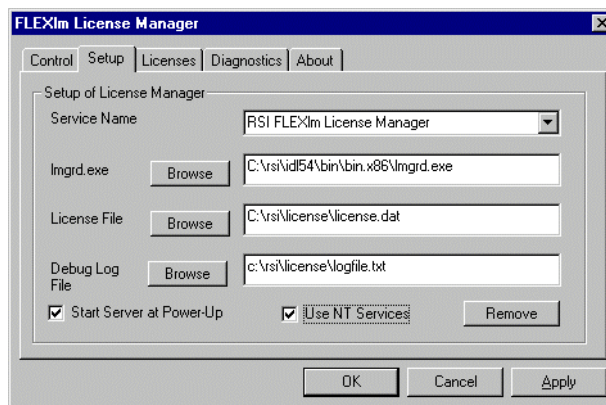 FLEXlm License Manager
Control Setup Licenses Diagnostics About
Setup of License Manager
Service Name RSI FLEXlm License Manager
lmgrd.exe Browse C:\rsi\idl54\bin\bin.x86\lmgrd.exe
License File Browse C:\rsi\license\license.dat
Debug Log File Browse c:\rsi\license\logfile.txt
Start Server at Power-Up Use NT Services Remove
OK Cancel Apply